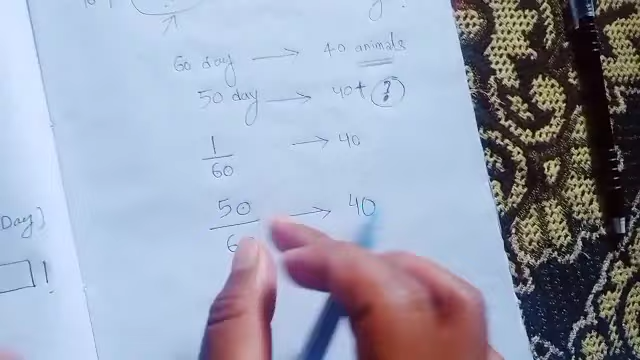 60 day → 40 animals
50 day → 40 + ?
1/60 → 40
Day)
50/6 → 40
!